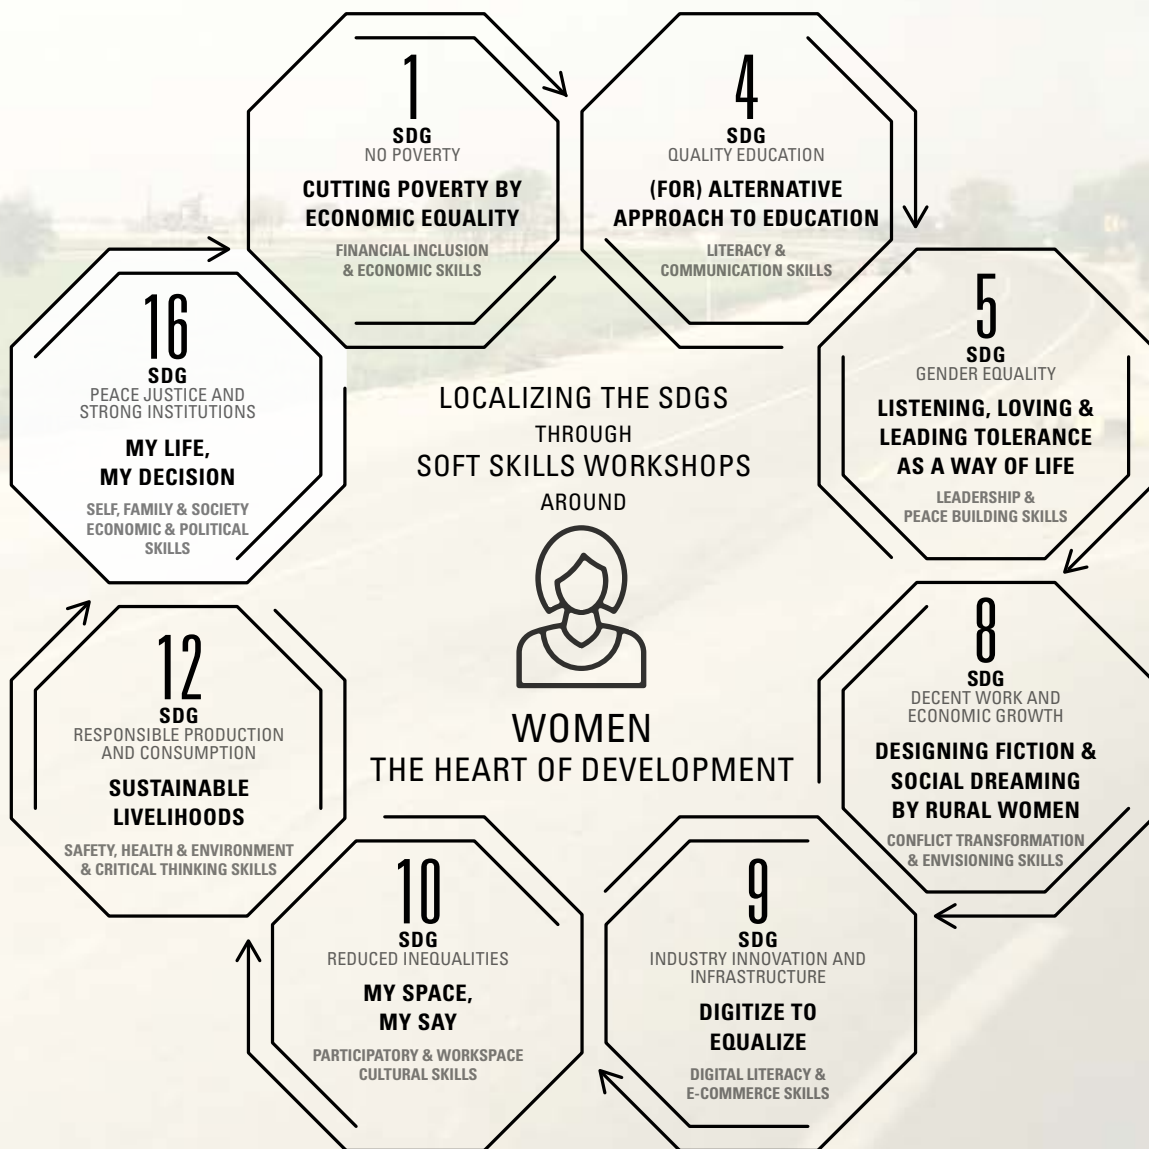 1
SDG
NO POVERTY
CUTTING POVERTY BY
ECONOMIC EQUALITY
FINANCIAL INCLUSION
& ECONOMIC SKILLS
4
SDG
QUALITY EDUCATION
(FOR) ALTERNATIVE
APPROACH TO EDUCATION
LITERACY &
COMMUNICATION SKILLS
5
SDG
GENDER EQUALITY
LISTENING, LOVING &
LEADING TOLERANCE
AS A WAY OF LIFE
LEADERSHIP &
PEACE BUILDING SKILLS
8
SDG
DECENT WORK AND
ECONOMIC GROWTH
DESIGNING FICTION &
SOCIAL DREAMING
BY RURAL WOMEN
CONFLICT TRANSFORMATION
& ENVISIONING SKILLS
9
SDG
INDUSTRY INNOVATION AND
INFRASTRUCTURE
DIGITIZE TO
EQUALIZE
DIGITAL LITERACY &
E-COMMERCE SKILLS
10
SDG
REDUCED INEQUALITIES
MY SPACE,
MY SAY
PARTICIPATORY & WORKSPACE
CULTURAL SKILLS
12
SDG
RESPONSIBLE PRODUCTION
AND CONSUMPTION
SUSTAINABLE
LIVELIHOODS
SAFETY, HEALTH & ENVIRONMENT
& CRITICAL THINKING SKILLS
16
SDG
PEACE JUSTICE AND
STRONG INSTITUTIONS
MY LIFE,
MY DECISION
SELF, FAMILY & SOCIETY
ECONOMIC & POLITICAL
SKILLS
LOCALIZING THE SDGS
THROUGH
SOFT SKILLS WORKSHOPS
AROUND
WOMEN
THE HEART OF DEVELOPMENT